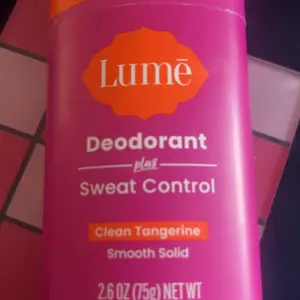 Lumē
Deodorant
plus
Sweat Control
Clean Tangerine
Smooth Solid
2.6 OZ (75g) NET WT